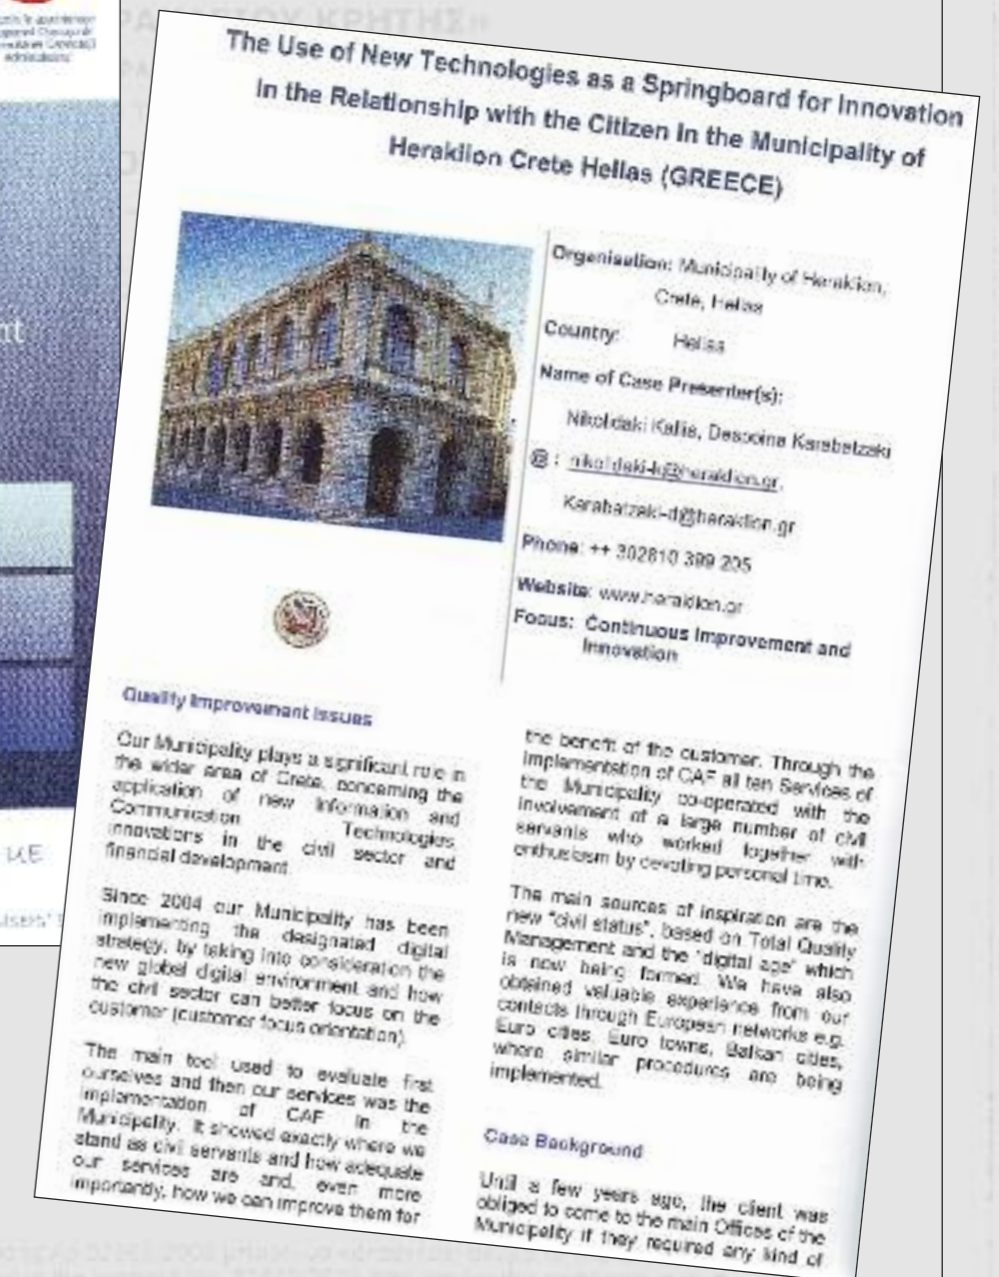 The Use of New Technologies as a Springboard for Innovation
In the Relationship with the Citizen in the Municipality of
Heraklion Crete Hellas (GREECE)
Organisation: Municipality of Heraklion,
Crete, Hellas
Country: Hellas
Name of Case Presenter(s):
Nikolidaki Kallia, Despoina Karabatzaki
@ : nikolidaki-k@heraklion.gr,
Karabatzaki-d@heraklion.gr
Phone: ++ 302810 399 205
Website: www.heraklion.gr
Focus: Continuous Improvement and
Innovation
Quality Improvement Issues
Our Municipality plays a significant role in
the wider area of Crete, concerning the
application of new Information and
Communication Technologies,
innovations in the civil sector and
financial development.
Since 2004 our Municipality has been
implementing the designated digital
strategy, by taking into consideration the
new global digital environment and how
the civil sector can better focus on the
customer (customer focus orientation).
The main tool used to evaluate first
ourselves and then our services was the
implementation of CAF in the
Municipality. It showed exactly where we
stand as civil servants and how adequate
our services are and, even more
importantly, how we can improve them for
the benefit of the customer. Through the
implementation of CAF all ten Services of
the Municipality co-operated with the
involvement of a large number of civil
servants who worked together with
enthusiasm by devoting personal time.
The main sources of inspiration are the
new "civil status", based on Total Quality
Management and the "digital age" which
is now being formed. We have also
obtained valuable experience from our
contacts through European networks e.g.
Euro cities, Euro towns, Balkan cities,
where similar procedures are being
implemented.
Case Background
Until a few years ago, the client was
obliged to come to the main Offices of the
Municipality if they required any kind of